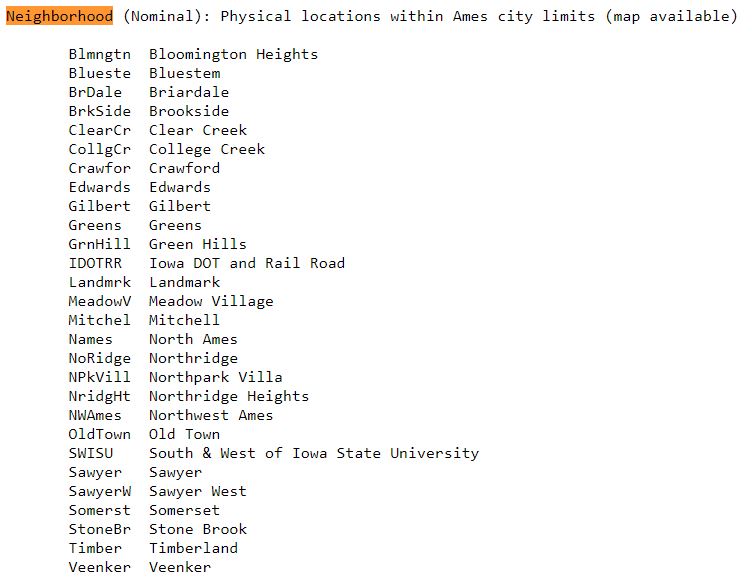 Neighborhood (Nominal): Physical locations within Ames city limits (map available)
Blmngtn Bloomington Heights
Blueste Bluestem
BrDale Briardale
BrkSide Brookside
ClearCr Clear Creek
CollgCr College Creek
Crawfor Crawford
Edwards Edwards
Gilbert Gilbert
Greens Greens
GrnHill Green Hills
IDOTRR Iowa DOT and Rail Road
Landmrk Landmark
MeadowV Meadow Village
Mitchel Mitchell
Names North Ames
NoRidge Northridge
NPkVill Northpark Villa
NridgHt Northridge Heights
NWAmes Northwest Ames
OldTown Old Town
SWISU South & West of Iowa State University
Sawyer Sawyer
SawyerW Sawyer West
Somerst Somerset
StoneBr Stone Brook
Timber Timberland
Veenker Veenker